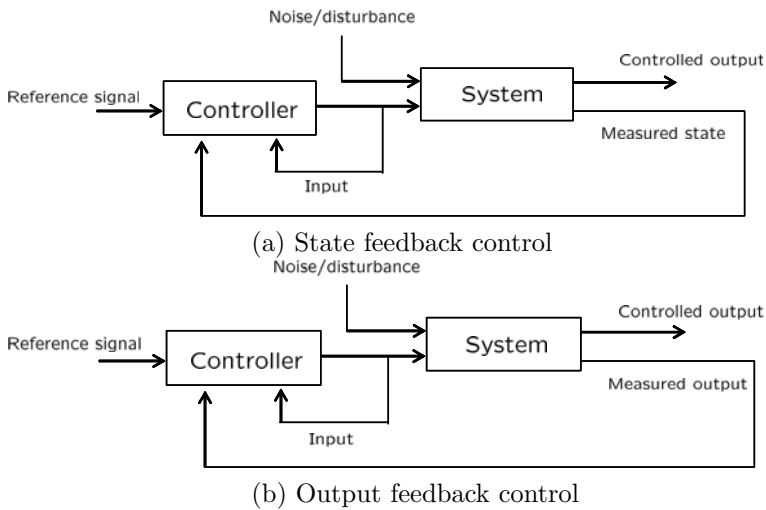 Noise/disturbance
Controlled output
Reference signal
Controller
System
Measured state
Input
(a) State feedback control
Noise/disturbance
Controlled output
Reference signal
Controller
System
Measured output
Input
(b) Output feedback control